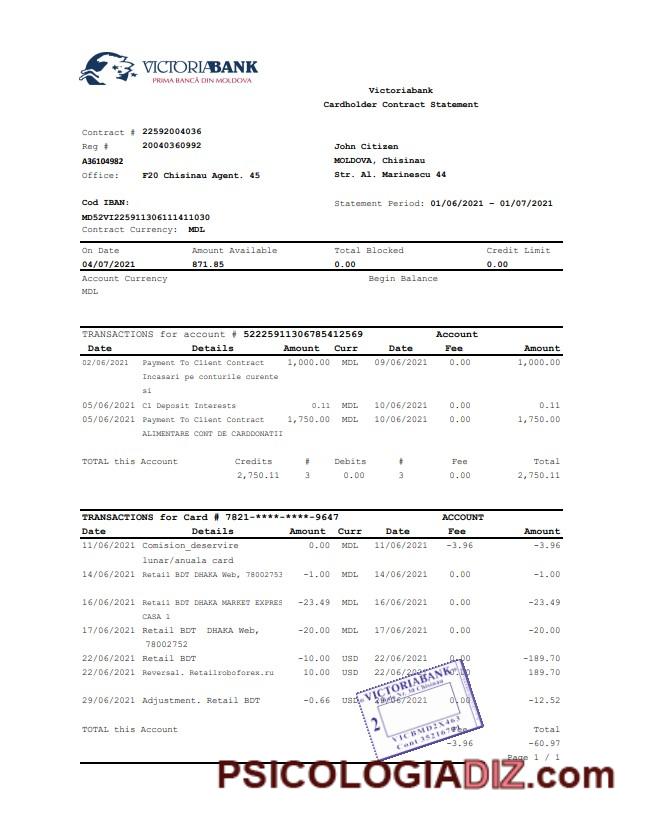 VICTORIABANK
PRIMA BANCĂ DIN MOLDOVA
Victoriabank
Cardholder Contract Statement
Contract # 22592004036
Reg # 20040360992
A36104982
Office: F20 Chisinau Agent. 45
John Citizen
MOLDOVA, Chisinau
Str. Al. Marinescu 44
Cod IBAN:
MD52VI225911306111411030
Contract Currency: MDL
Statement Period: 01/06/2021 – 01/07/2021
On Date Amount Available Total Blocked Credit Limit
04/07/2021 871.85 0.00 0.00
Account Currency Begin Balance
MDL
TRANSACTIONS for account # 52225911306785412569 Account
Date Details Amount Curr Date Fee Amount
02/06/2021 Payment To Client Contract 1,000.00 MDL 09/06/2021 0.00 1,000.00
Incasari pe conturile curente
si
05/06/2021 C1 Deposit Interests 0.11 MDL 10/06/2021 0.00 0.11
05/06/2021 Payment To Client Contract 1,750.00 MDL 10/06/2021 0.00 1,750.00
ALIMENTARE CONT DE CARDDONATII
TOTAL this Account Credits # Debits # Fee Total
2,750.11 3 0.00 3 0.00 2,750.11
TRANSACTIONS for Card # 7821-****-****-9647 ACCOUNT
Date Details Amount Curr Date Fee Amount
11/06/2021 Comision_deservire 0.00 MDL 11/06/2021 -3.96 -3.96
lunar/anuala card
14/06/2021 Retail BDT DHAKA Web, 78002753 -1.00 MDL 14/06/2021 0.00 -1.00
16/06/2021 Retail BDT DHAKA MARKET EXPRES -23.49 MDL 16/06/2021 0.00 -23.49
CASA 1
17/06/2021 Retail BDT DHAKA Web, -20.00 MDL 17/06/2021 0.00 -20.00
78002752
22/06/2021 Retail BDT -10.00 USD 22/06/2021 0.00 -189.70
22/06/2021 Reversal. Retailroboforex.ru 10.00 USD 22/06/2021 0.00 189.70
29/06/2021 Adjustment. Retail BDT -0.66 USD 29/06/2021 0.00 -12.52
TOTAL this Account Fee Total
-3.96 -60.97
VICTORIABANK
2
VICBMD2X463
Page 1 / 1
PSICOLOGIADIZ.com